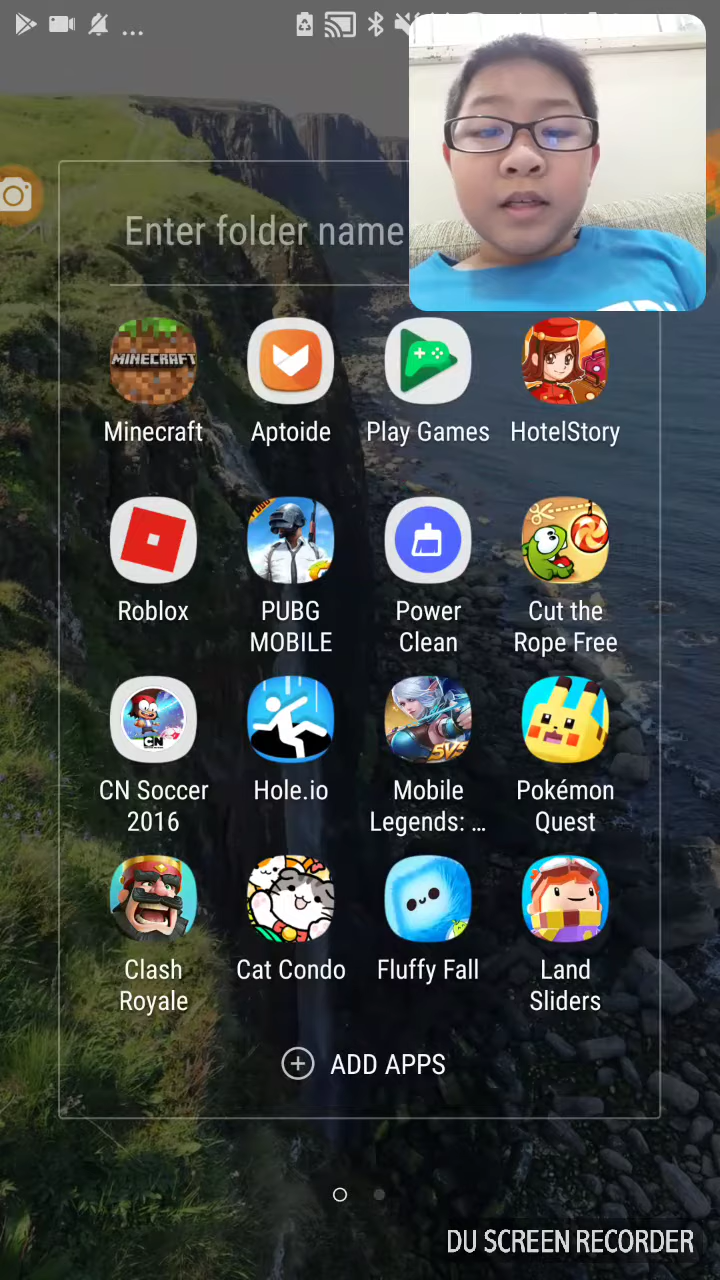 ...
Enter folder name
MINECRAFT
Minecraft
Aptoide
Play Games
HotelStory
PUBG
Roblox
PUBG
MOBILE
Power
Clean
Cut the
Rope Free
CN
5V5
CN Soccer
2016
Hole.io
Mobile
Legends: ...
Pokémon
Quest
Clash
Royale
Cat Condo
Fluffy Fall
Land
Sliders
ADD APPS
DU SCREEN RECORDER